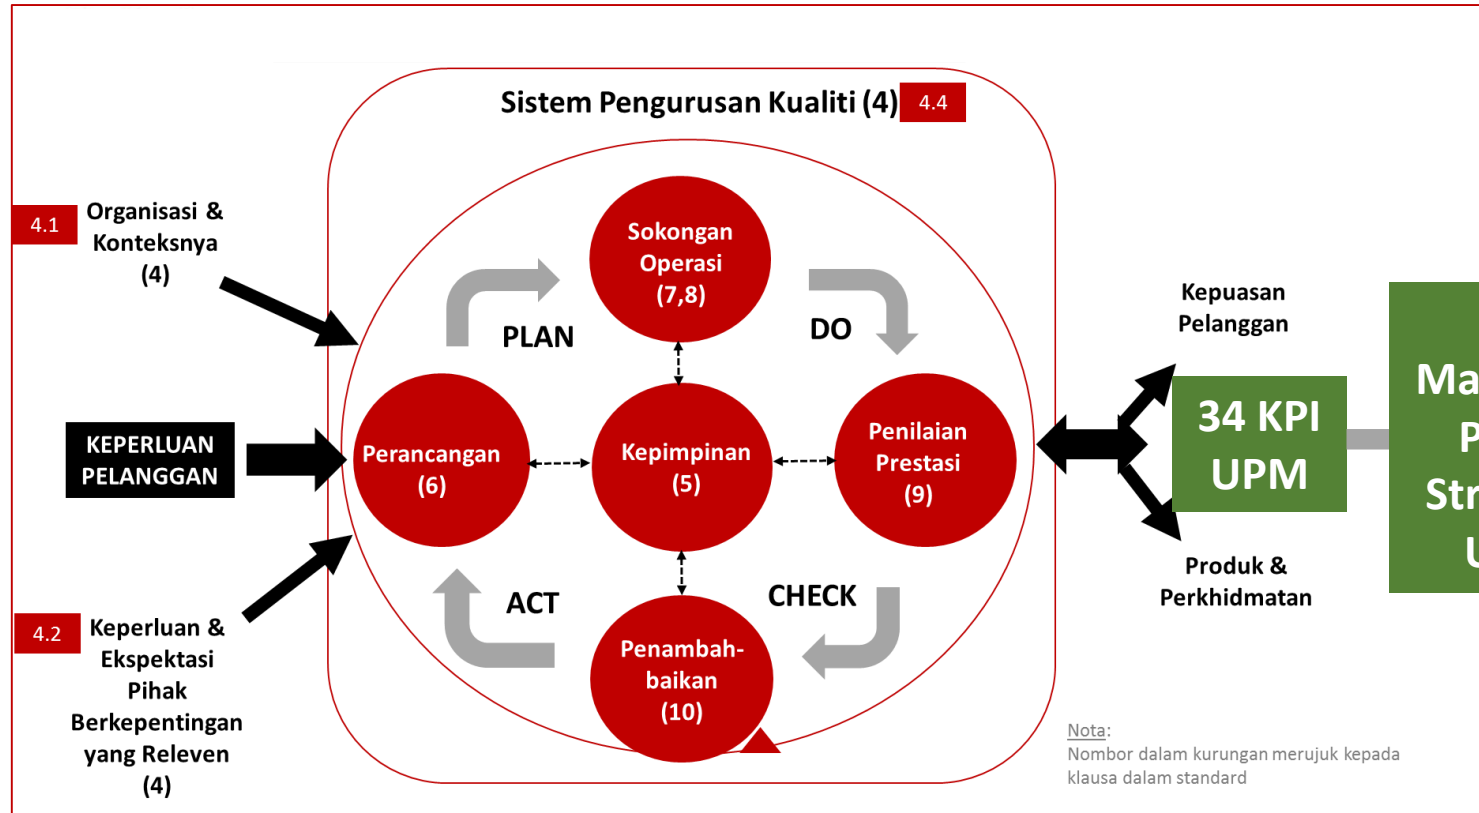 Sistem Pengurusan Kualiti (4)
4.4
4.1
Organisasi &
Konteksnya
(4)
KEPERLUAN
PELANGGAN
4.2
Keperluan &
Ekspektasi
Pihak
Berkepentingan
yang Releven
(4)
Sokongan
Operasi
(7,8)
PLAN
DO
Perancangan
(6)
Kepimpinan
(5)
Penilaian
Prestasi
(9)
ACT
CHECK
Penambah-
baikan
(10)
Kepuasan
Pelanggan
34 KPI
UPM
Produk &
Perkhidmatan
Nota:
Nombor dalam kurungan merujuk kepada
klausa dalam standard